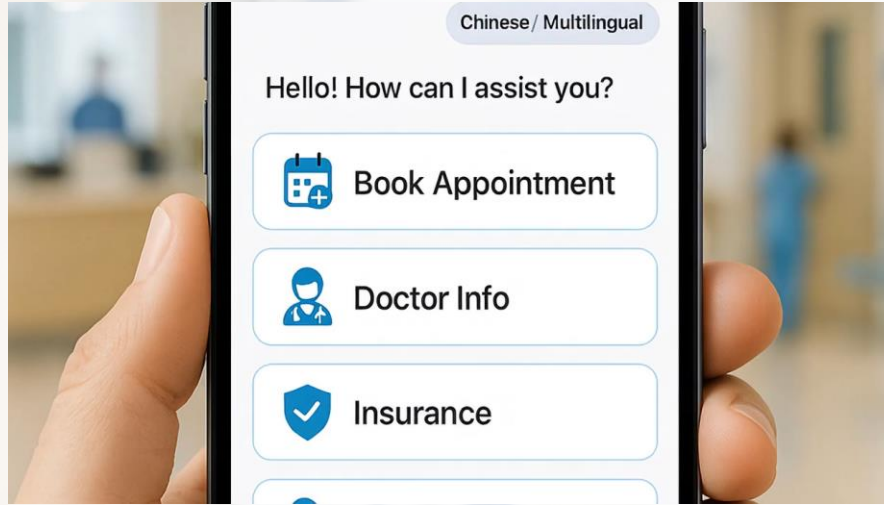 Chinese/ Multilingual
Hello! How can I assist you?
Book Appointment
Doctor Info
Insurance